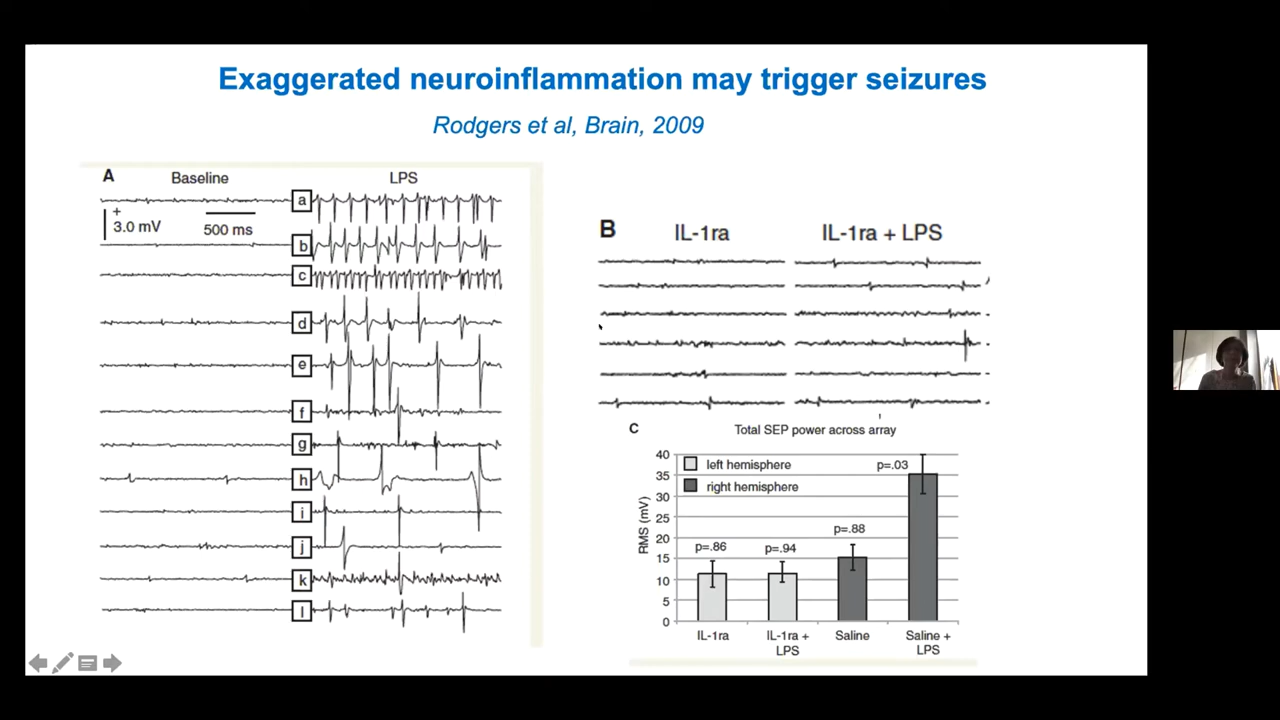 Exaggerated neuroinflammation may trigger seizures
Rodgers et al, Brain, 2009
A
Baseline
LPS
+
3.0 mV
500 ms
a
b
c
d
e
f
g
h
i
j
k
l
B
IL-1ra
IL-1ra + LPS
C
Total SEP power across array
left hemisphere
right hemisphere
RMS (mV)
40
35
30
25
20
15
10
5
0
p=.86
p=.94
p=.88
p=.03
IL-1ra
IL-1ra +
LPS
Saline
Saline +
LPS